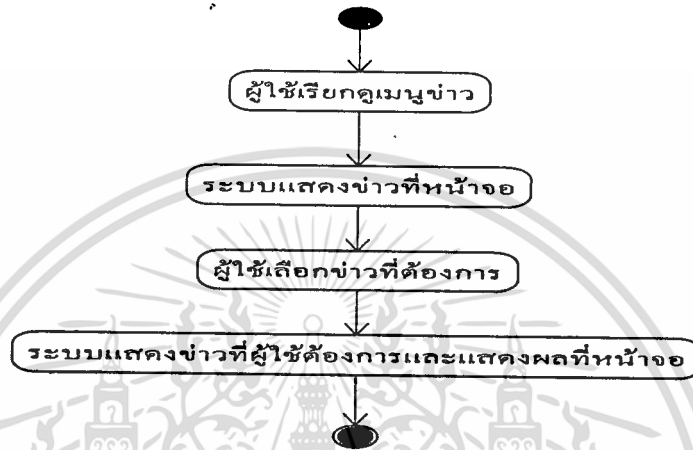 ผู้ใช้เรียกดูเมนูข่าว
ระบบแสดงข่าวที่หน้าจอ
ผู้ใช้เลือกข่าวที่ต้องการ
ระบบแสดงข่าวที่ผู้ใช้ต้องการและแสดงผลที่หน้าจอ